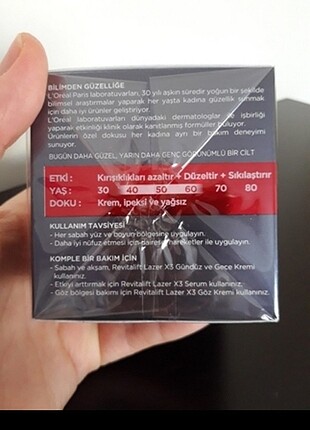 BİLİMDEN GÜZELLİĞE
L'Oréal Paris laboratuvarları, 30 yılı aşkın süredir yoğun bir şekilde
bilimsel araştırmalar yaparak her yaşta kadına güzellik sunmak
için daha iyi ürünler geliştiriyor.
L'Oréal laboratuvarları dünyadaki dermatologlar ile işbirliği
yaparak etkinliği klinik olarak kanıtlanmış formüller buluyor.
Ürünlerin özel dokusu her kadına ayrı bir bakım deneyimi
sunuyor.
BUGÜN DAHA GÜZEL, YARIN DAHA GENÇ GÖRÜNÜMLÜ BİR CİLT
ETKİ : Kırışıklıkları azaltır + Düzeltir + Sıkılaştırır
YAŞ : 30 40 50 60 70 80
DOKU : Krem, ipeksi ve yağsız
KULLANIM TAVSİYESİ
- Her sabah yüz ve boyun bölgesine uygulayın.
- Daha iyi nüfuz etmesi için dairesel hareketler ile uygulayın.
KOMPLE BİR BAKIM İÇİN
- Sabah ve akşam, Revitalift Lazer X3 Gündüz ve Gece Kremi
kullanınız.
- Etkiyi arttırmak için Revitalift Lazer X3 Serum kullanınız.
- Göz bölgesi bakımı için Revitalift Lazer X3 Göz Kremi kullanınız.